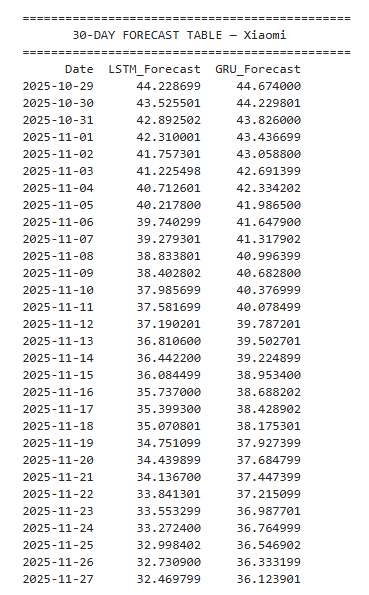 ==================================================
30-DAY FORECAST TABLE — Xiaomi
==================================================
Date LSTM_Forecast GRU_Forecast
2025-10-29 44.228699 44.674000
2025-10-30 43.525501 44.229801
2025-10-31 42.892502 43.826000
2025-11-01 42.310001 43.436699
2025-11-02 41.757301 43.058800
2025-11-03 41.225498 42.691399
2025-11-04 40.712601 42.334202
2025-11-05 40.217800 41.986500
2025-11-06 39.740299 41.647900
2025-11-07 39.279301 41.317902
2025-11-08 38.833801 40.996399
2025-11-09 38.402802 40.682800
2025-11-10 37.985699 40.376999
2025-11-11 37.581699 40.078499
2025-11-12 37.190201 39.787201
2025-11-13 36.810600 39.502701
2025-11-14 36.442200 39.224899
2025-11-15 36.084499 38.953400
2025-11-16 35.737000 38.688202
2025-11-17 35.399300 38.428902
2025-11-18 35.070801 38.175301
2025-11-19 34.751099 37.927399
2025-11-20 34.439899 37.684799
2025-11-21 34.136700 37.447399
2025-11-22 33.841301 37.215099
2025-11-23 33.553299 36.987701
2025-11-24 33.272400 36.764999
2025-11-25 32.998402 36.546902
2025-11-26 32.730900 36.333199
2025-11-27 32.469799 36.123901